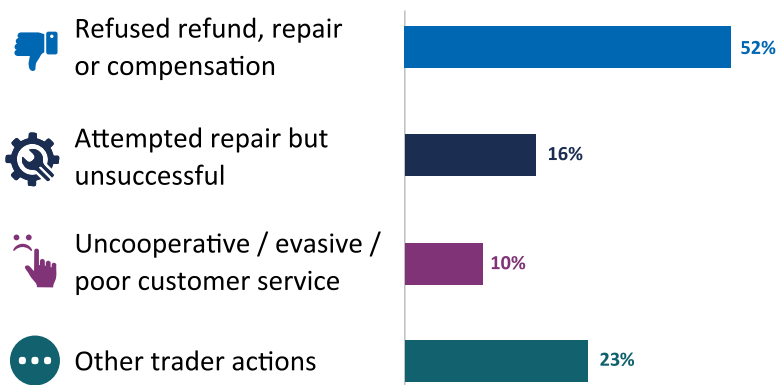 Refused refund, repair
or compensation
52%
Attempted repair but
unsuccessful
16%
Uncooperative / evasive /
poor customer service
10%
Other trader actions
23%